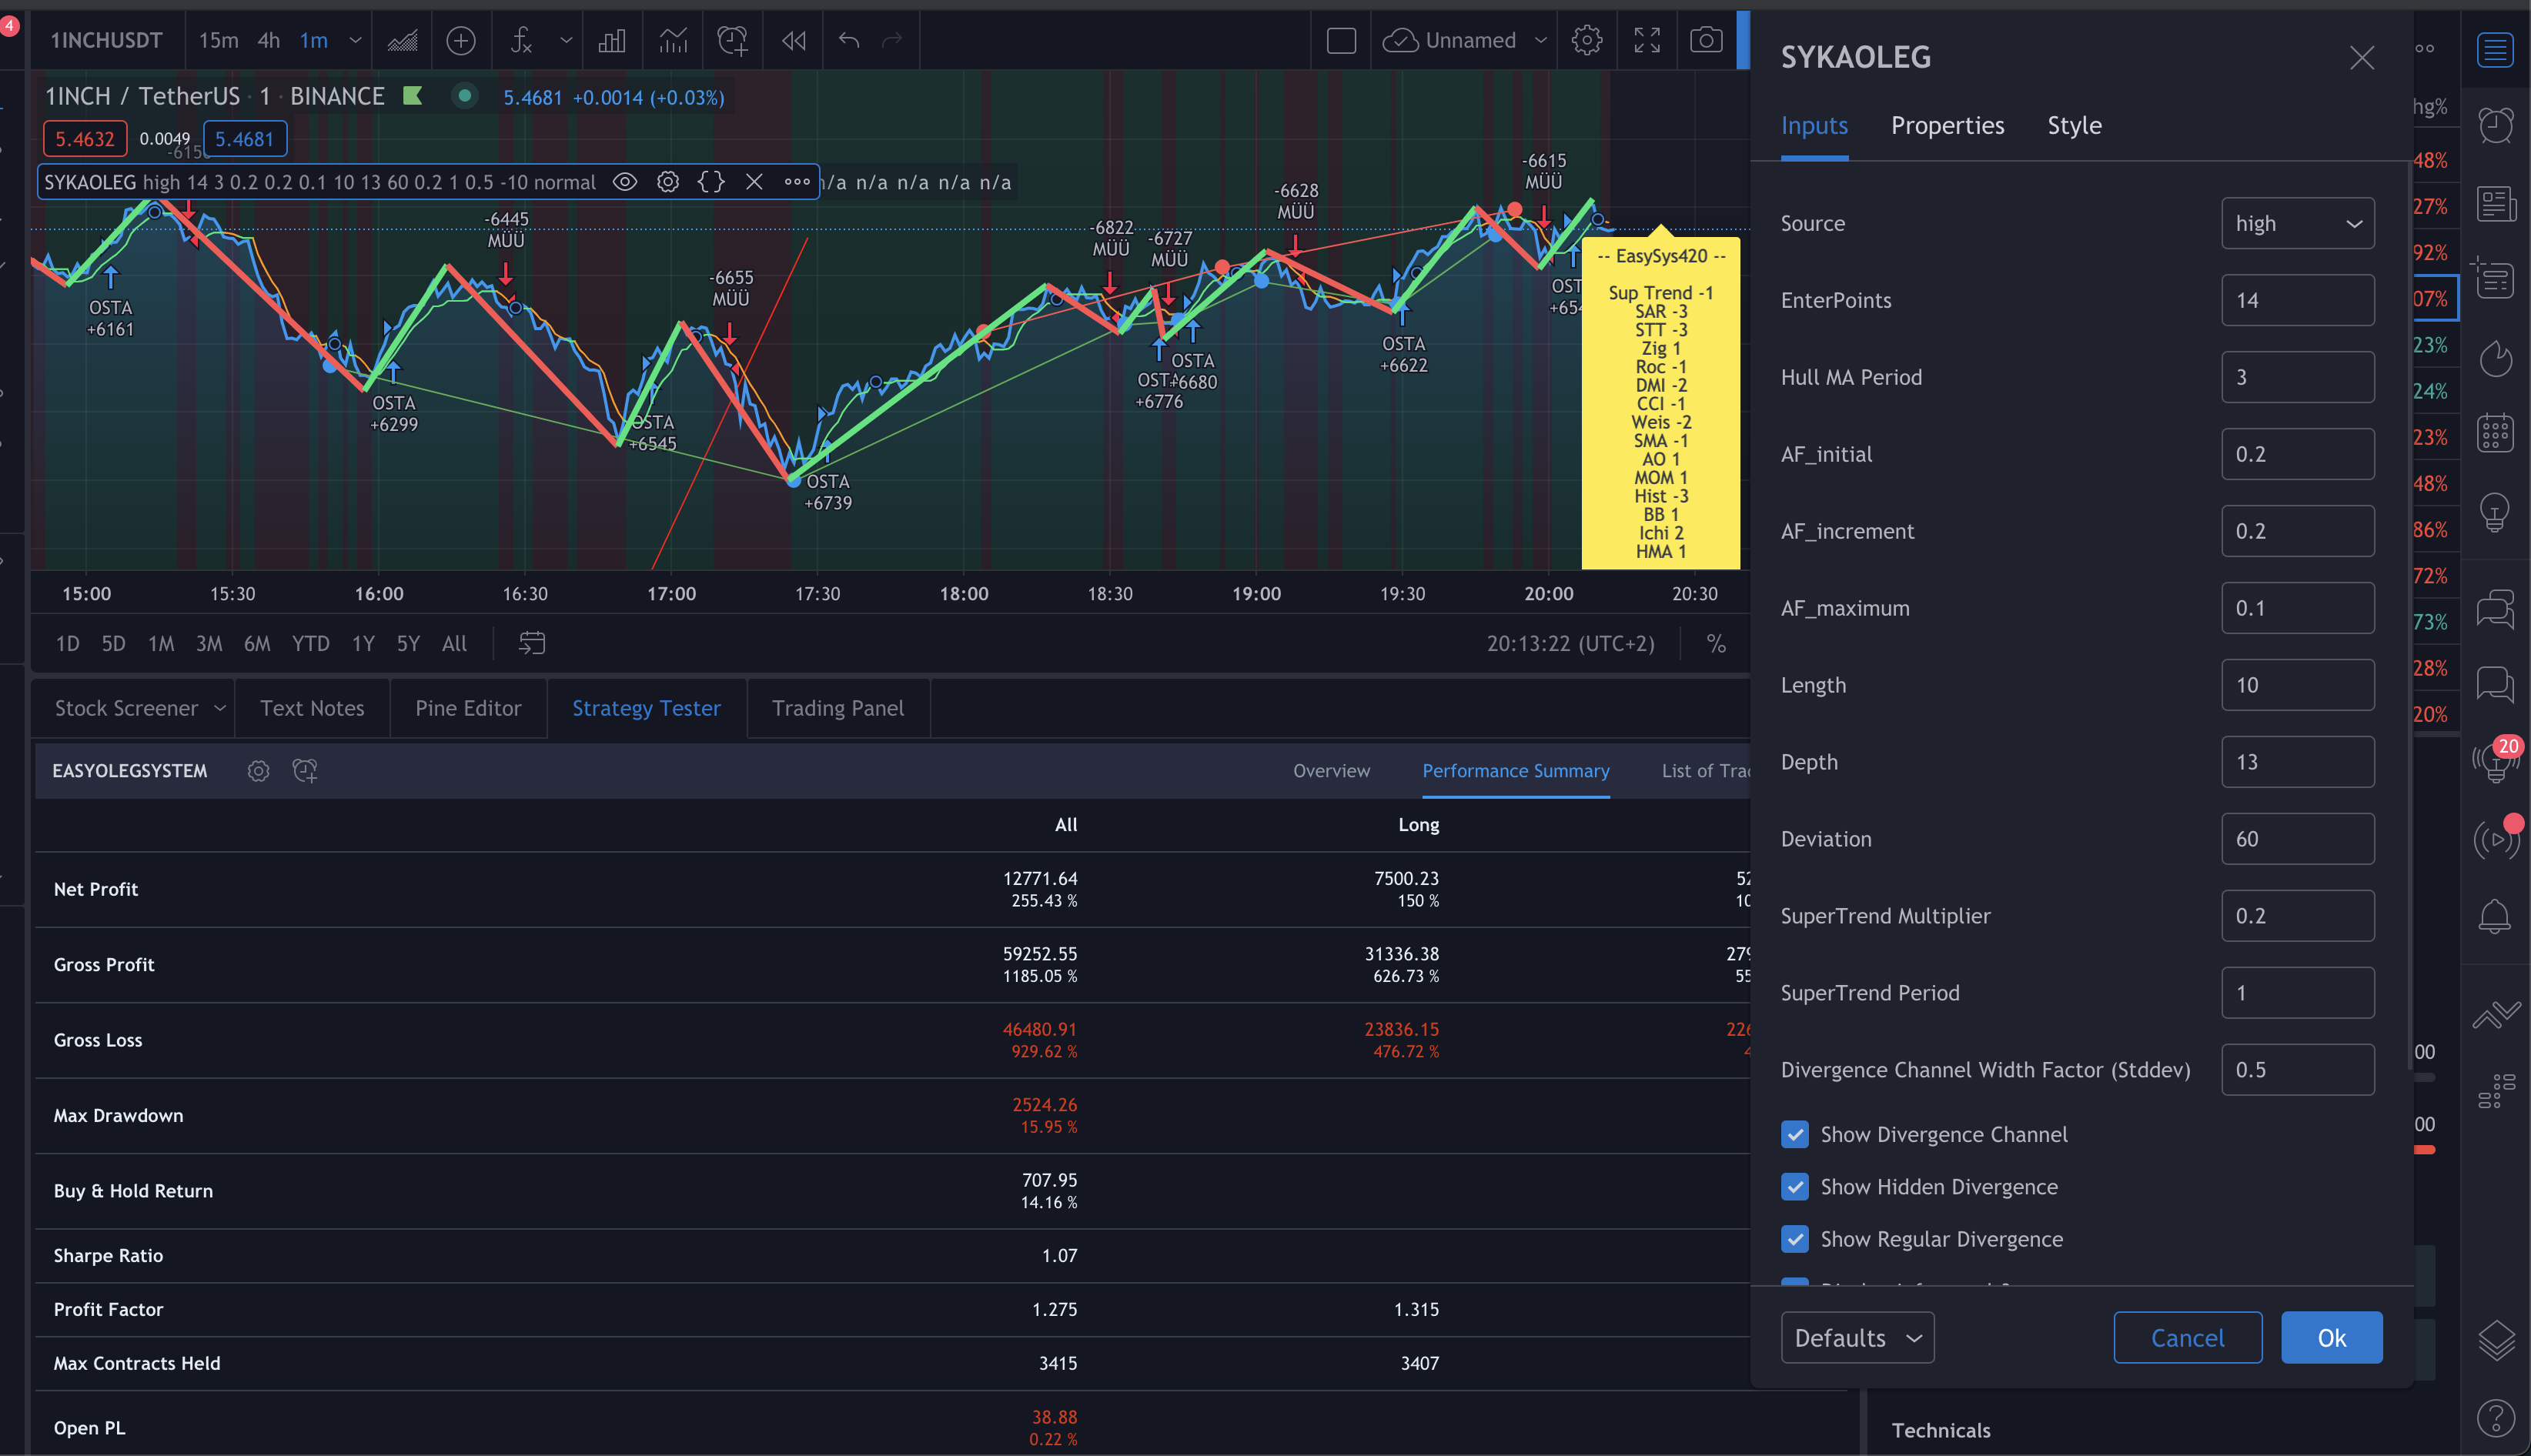 4
1INCHUSDT
15m 4h 1m
Unnamed
1INCH / TetherUS · 1 · BINANCE
5.4681 +0.0014 (+0.03%)
5.4632 0.0049 5.4681
SYKAOLEG high 14 3 0.2 0.2 0.1 10 13 60 0.2 1 0.5 -10 normal
n/a n/a n/a n/a
-6445
MÜÜ
-6655
MÜÜ
-6822
MÜÜ
-6727
MÜÜ
-6628
MÜÜ
-6615
MÜÜ
OSTA
+6161
OSTA
+6299
OSTA
+6545
OSTA
+6739
OSTA
+6776
OSTA
+6680
OSTA
+6622
-- EasySys420 --
Sup Trend -1
SAR -3
STT -3
Zig 1
Roc -1
DMI -2
CCI -1
Weis -2
SMA -1
AO 1
MOM 1
Hist -3
BB 1
Ichi 2
HMA 1
15:00 15:30 16:00 16:30 17:00 17:30 18:00 18:30 19:00 19:30 20:00 20:30
1D 5D 1M 3M 6M YTD 1Y 5Y All
20:13:22 (UTC+2) %
Stock Screener Text Notes Pine Editor Strategy Tester Trading Panel
EASYOLEGSYSTEM
Overview Performance Summary List of
All Long
Net Profit 12771.64 7500.23
255.43 % 150 %
Gross Profit 59252.55 31336.38
1185.05 % 626.73 %
Gross Loss 46480.91 23836.15
929.62 % 476.72 %
Max Drawdown 2524.26
15.95 %
Buy & Hold Return 707.95
14.16 %
Sharpe Ratio 1.07
Profit Factor 1.275 1.315
Max Contracts Held 3415 3407
Open PL 38.88
0.22 %
SYKAOLEG
Inputs Properties Style
Source high
EnterPoints 14
Hull MA Period 3
AF_initial 0.2
AF_increment 0.2
AF_maximum 0.1
Length 10
Depth 13
Deviation 60
SuperTrend Multiplier 0.2
SuperTrend Period 1
Divergence Channel Width Factor (Stddev) 0.5
Show Divergence Channel
Show Hidden Divergence
Show Regular Divergence
Defaults Cancel Ok
hg%
48%
27%
92%
07%
23%
24%
23%
48%
86%
72%
73%
28%
20%
00
00
20
Technicals